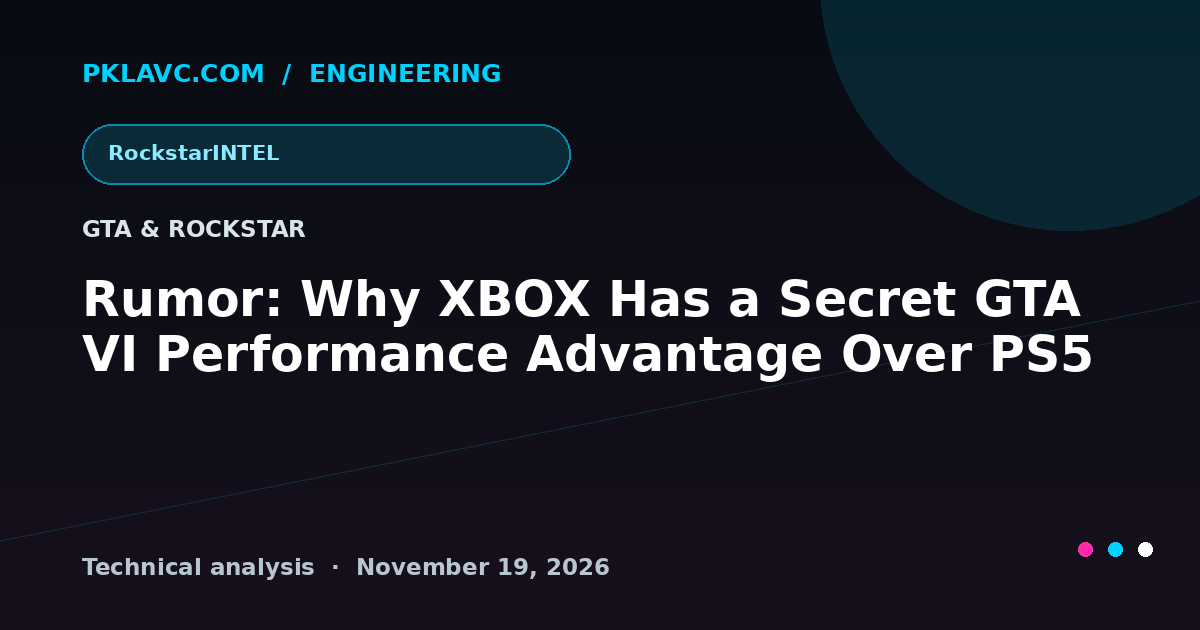 PKLAVC.COM / ENGINEERING
RockstarINTEL
GTA & ROCKSTAR
Rumor: Why XBOX Has a Secret GTA
VI Performance Advantage Over PS5
Technical analysis · November 19, 2026